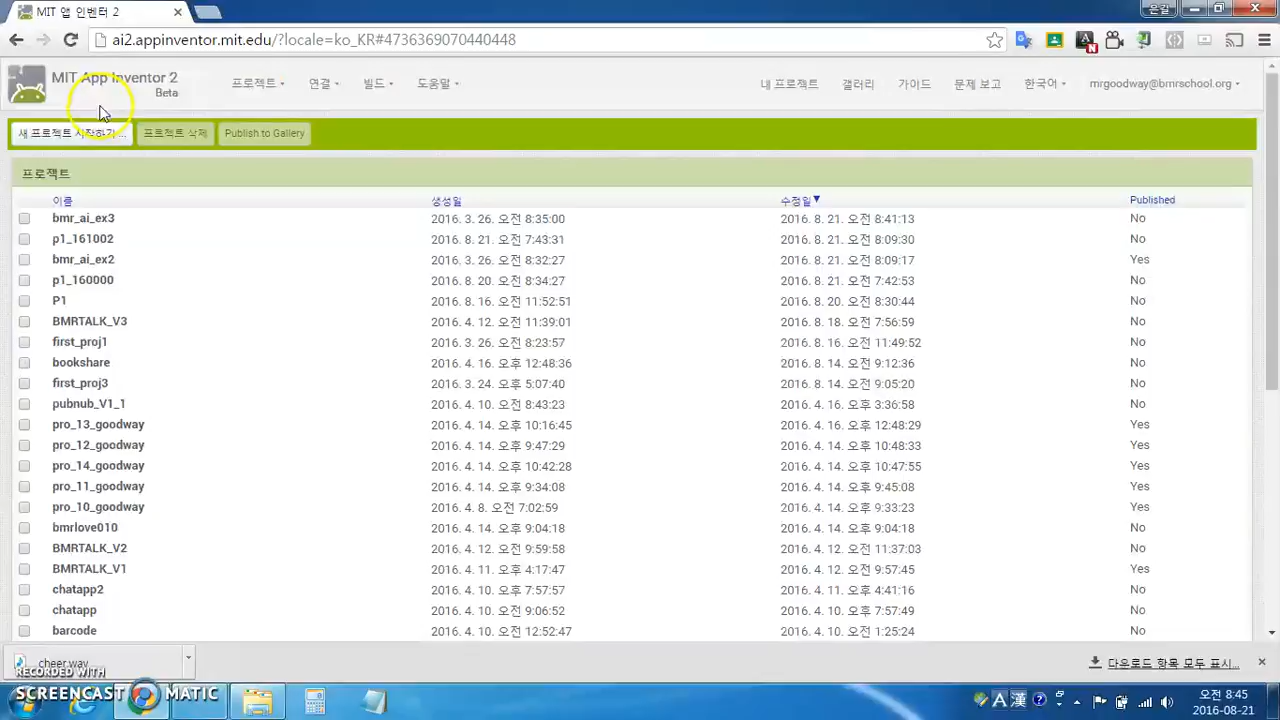 MIT 앱 인벤터 2
은길
ai2.appinventor.mit.edu/?locale=ko_KR#4736369070440448
MIT App Inventor 2
Beta
프로젝트 연결 빌드 도움말 내 프로젝트 갤러리 가이드 문제 보고 한국어 mrgoodway@bmrschool.org
새 프로젝트 시작하기 ... 프로젝트 삭제 Publish to Gallery
프로젝트
이름 생성일 수정일 Published
bmr_ai_ex3 2016. 3. 26. 오전 8:35:00 2016. 8. 21. 오전 8:41:13 No
p1_161002 2016. 8. 21. 오전 7:43:31 2016. 8. 21. 오전 8:09:30 No
bmr_ai_ex2 2016. 3. 26. 오전 8:32:27 2016. 8. 21. 오전 8:09:17 Yes
p1_160000 2016. 8. 20. 오전 8:34:27 2016. 8. 21. 오전 7:42:53 No
P1 2016. 8. 16. 오전 11:52:51 2016. 8. 20. 오전 8:30:44 No
BMRTALK_V3 2016. 4. 12. 오전 11:39:01 2016. 8. 18. 오전 7:56:59 No
first_proj1 2016. 3. 26. 오전 8:23:57 2016. 8. 16. 오전 11:49:52 No
bookshare 2016. 4. 16. 오후 12:48:36 2016. 8. 14. 오전 9:12:36 No
first_proj3 2016. 3. 24. 오후 5:07:40 2016. 8. 14. 오전 9:05:20 No
pubnub_V1_1 2016. 4. 10. 오전 8:43:23 2016. 4. 16. 오후 3:36:58 No
pro_13_goodway 2016. 4. 14. 오후 10:16:45 2016. 4. 16. 오후 12:48:29 Yes
pro_12_goodway 2016. 4. 14. 오후 9:47:29 2016. 4. 14. 오후 10:48:33 Yes
pro_14_goodway 2016. 4. 14. 오후 10:42:28 2016. 4. 14. 오후 10:47:55 Yes
pro_11_goodway 2016. 4. 14. 오후 9:34:08 2016. 4. 14. 오후 9:45:08 Yes
pro_10_goodway 2016. 4. 8. 오전 7:02:59 2016. 4. 14. 오후 9:33:23 Yes
bmrlove010 2016. 4. 14. 오후 9:04:18 2016. 4. 14. 오후 9:04:18 No
BMRTALK_V2 2016. 4. 12. 오전 9:59:58 2016. 4. 12. 오전 11:37:03 No
BMRTALK_V1 2016. 4. 11. 오후 4:17:47 2016. 4. 12. 오전 9:57:45 Yes
chatapp2 2016. 4. 10. 오후 7:57:57 2016. 4. 11. 오후 4:41:16 No
chatapp 2016. 4. 10. 오전 9:06:52 2016. 4. 10. 오후 7:57:49 No
barcode 2016. 4. 10. 오전 12:52:47 2016. 4. 10. 오전 1:25:24 No
cheer.wav 다운로드 항목 모두 표시...
RECORDED WITH
SCREENCAST MATIC
A 漢 오전 8:45
2016-08-21